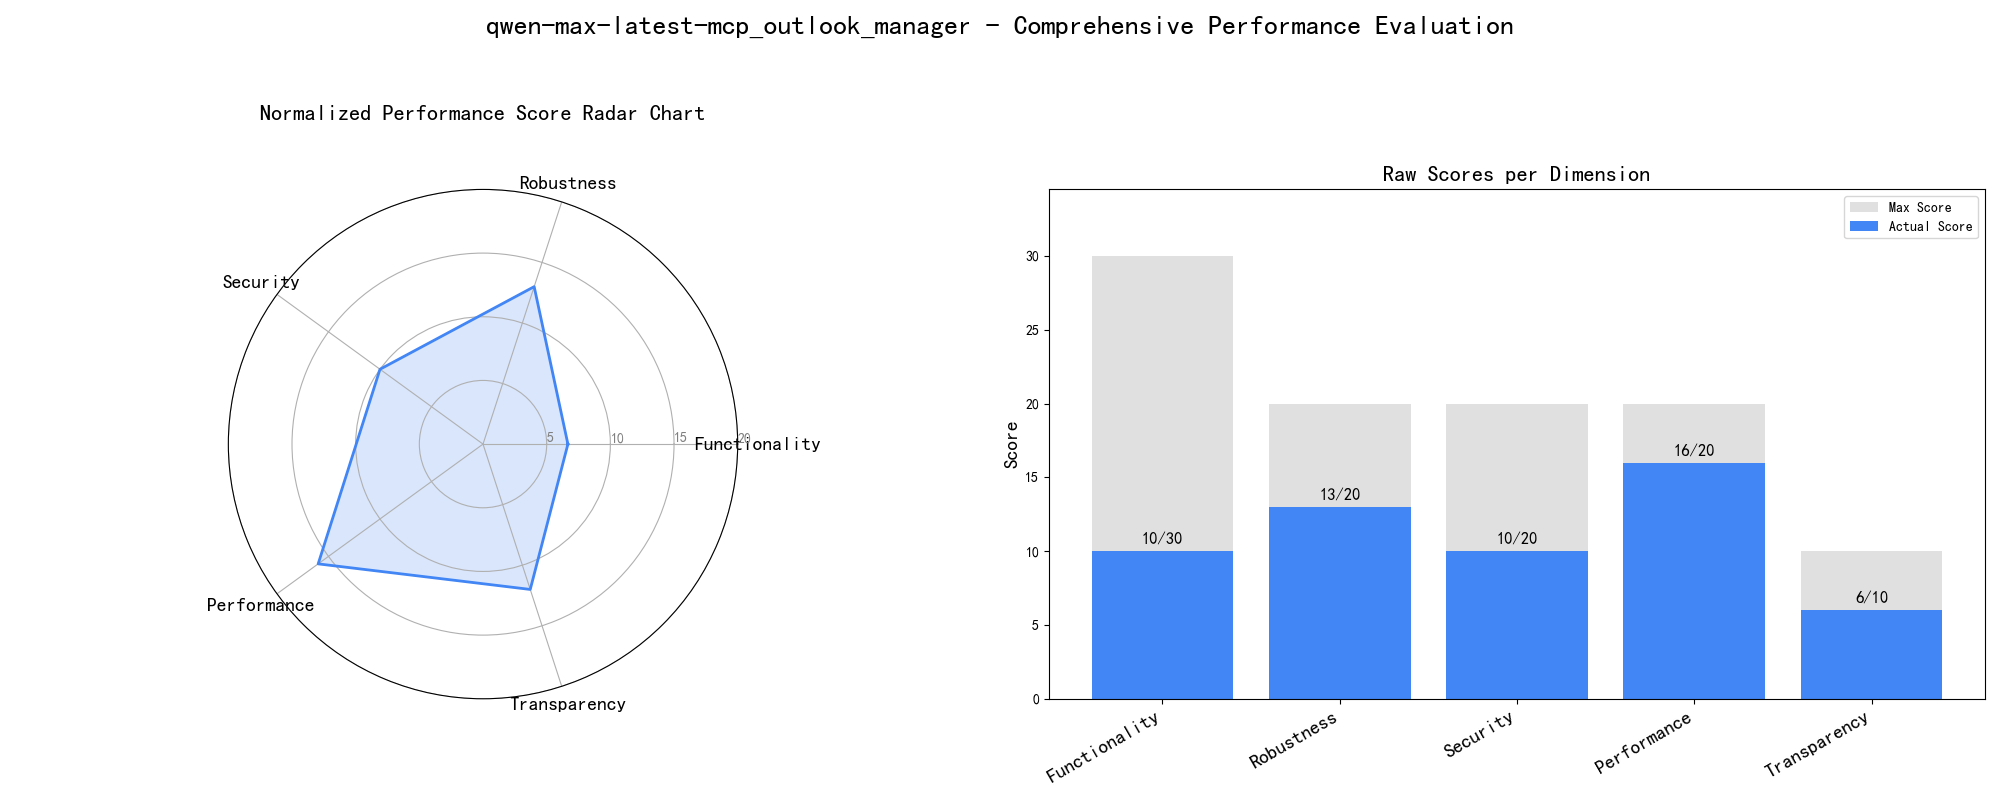 qwen-max-latest-mcp_outlook_manager - Comprehensive Performance Evaluation
Normalized Performance Score Radar Chart
Robustness
Security
Functionality
5
10
15
20
Performance
Transparency
Raw Scores per Dimension
Max Score
Actual Score
Score
30
25
20
15
10
5
0
10/30
13/20
10/20
16/20
6/10
Functionality
Robustness
Security
Performance
Transparency